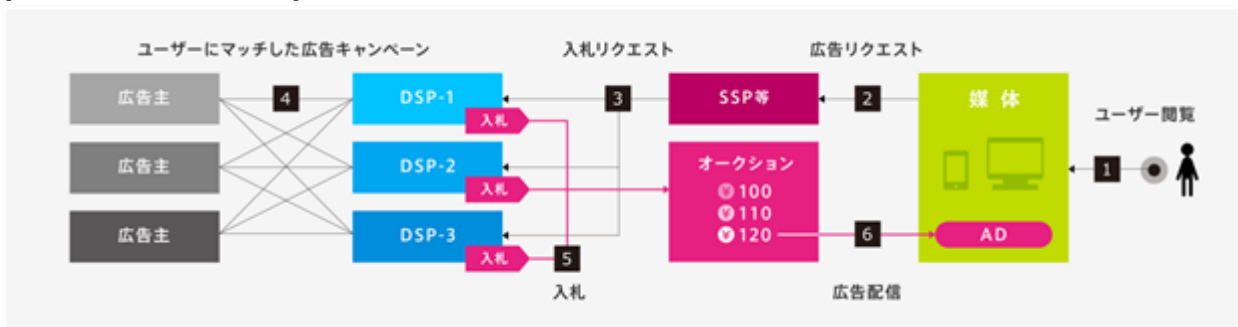 ユーザーにマッチした広告キャンペーン
入札リクエスト
広告リクエスト
広告主
4
DSP-1
入札
3
SSP等
2
媒体
ユーザー閲覧
1
広告主
DSP-2
入札
オークション
¥100
¥110
¥120
広告主
DSP-3
入札
5
入札
6
AD
広告配信